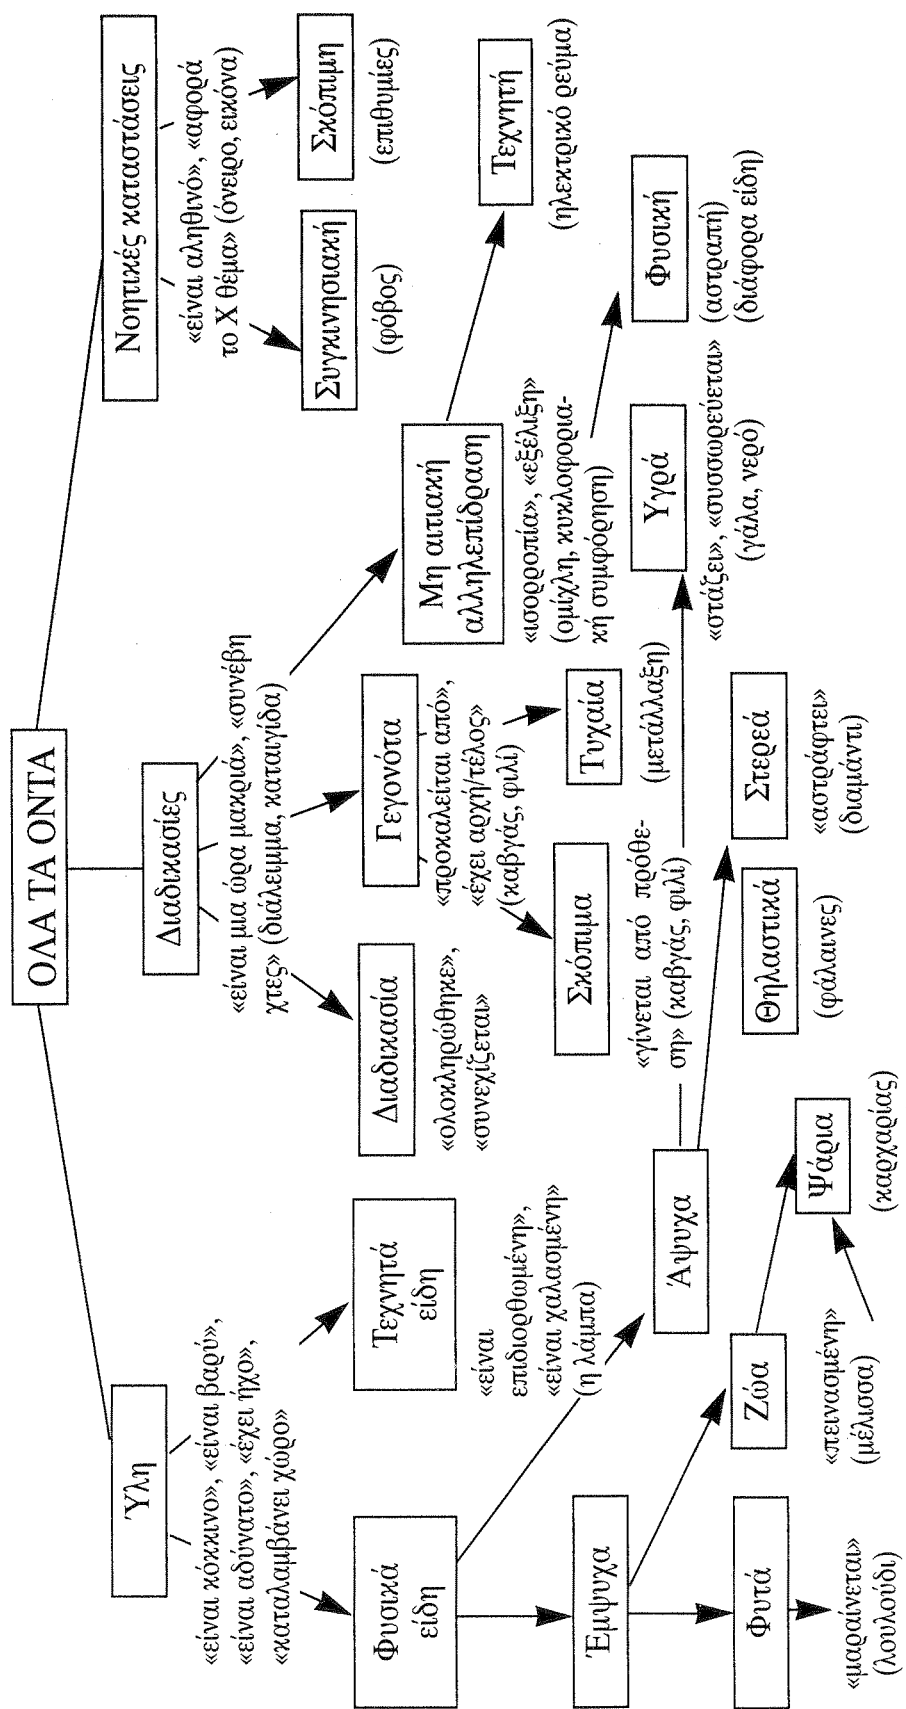 ΟΛΑ ΤΑ ΟΝΤΑ
Ύλη
«είναι κόκκινο», «είναι βαρύ»,
«είναι αδύνατο», «έχει ήχο»,
«καταλαμβάνει χώρο»
Διαδικασίες
«είναι μια ώρα μακριά», «συνέβη
χτες» (διάλειμμα, καταιγίδα)
Νοητικές καταστάσεις
«είναι αληθινό», «αφορά
το Χ θέμα» (όνειρο, εικόνα)
Φυσικά
είδη
Τεχνητά
είδη
«είναι
επιδιορθωμένη»,
«είναι χαλασμένη»
(η λάμπα)
Διαδικασία
«ολοκληρώθηκε»,
«συνεχίζεται»
Γεγονότα
«προκαλείται από»,
«έχει αρχή/τέλος»
(καβγάς, φιλί)
Μη αιτιακή
αλληλεπίδραση
«ισορροπία», «εξέλιξη»
(ομίχλη, κυκλοφορια-
κή συμφόρηση)
Συγκινησιακή
(φόβος)
Σκόπιμη
(επιθυμίες)
Τεχνητή
(ηλεκτρικό ρεύμα)
Έμψυχα
Άψυχα
Σκόπιμα
«γίνεται από πρόθε-
ση» (καβγάς, φιλί)
Τυχαία
(μετάλλαξη)
Υγρά
«στάζει», «συσσωρεύεται»
(γάλα, νερό)
Φυσική
(αστραπή)
(διάφορα είδη)
Φυτά
«μαραίνεται»
(λουλούδι)
Ζώα
«πεινασμένη»
(μέλισσα)
Ψάρια
(καρχαρίας)
Θηλαστικά
(φάλαινες)
Στερεά
«αστράφτει»
(διαμάντι)